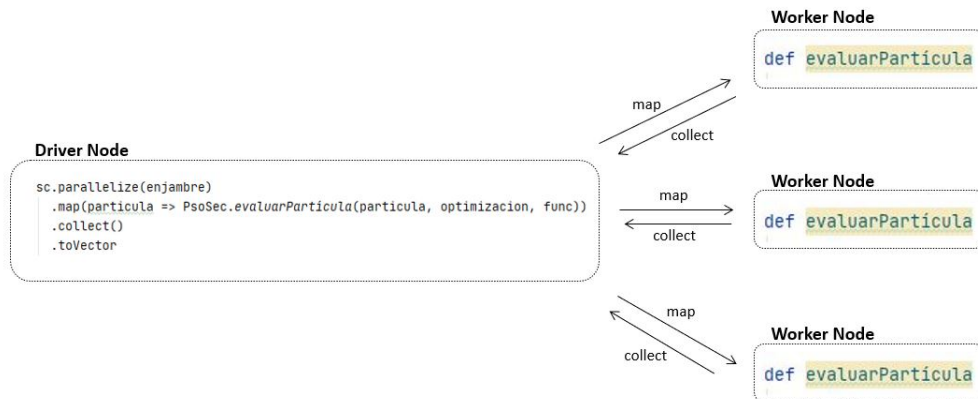 Worker Node
def evaluarPartícula
map
collect
Driver Node
sc.parallelize(enjambre)
.map(particula => PsoSec.evaluarParticula(particula, optimizacion, func))
.collect()
.toVector
Worker Node
map
def evaluarPartícula
collect
map
collect
Worker Node
def evaluarPartícula